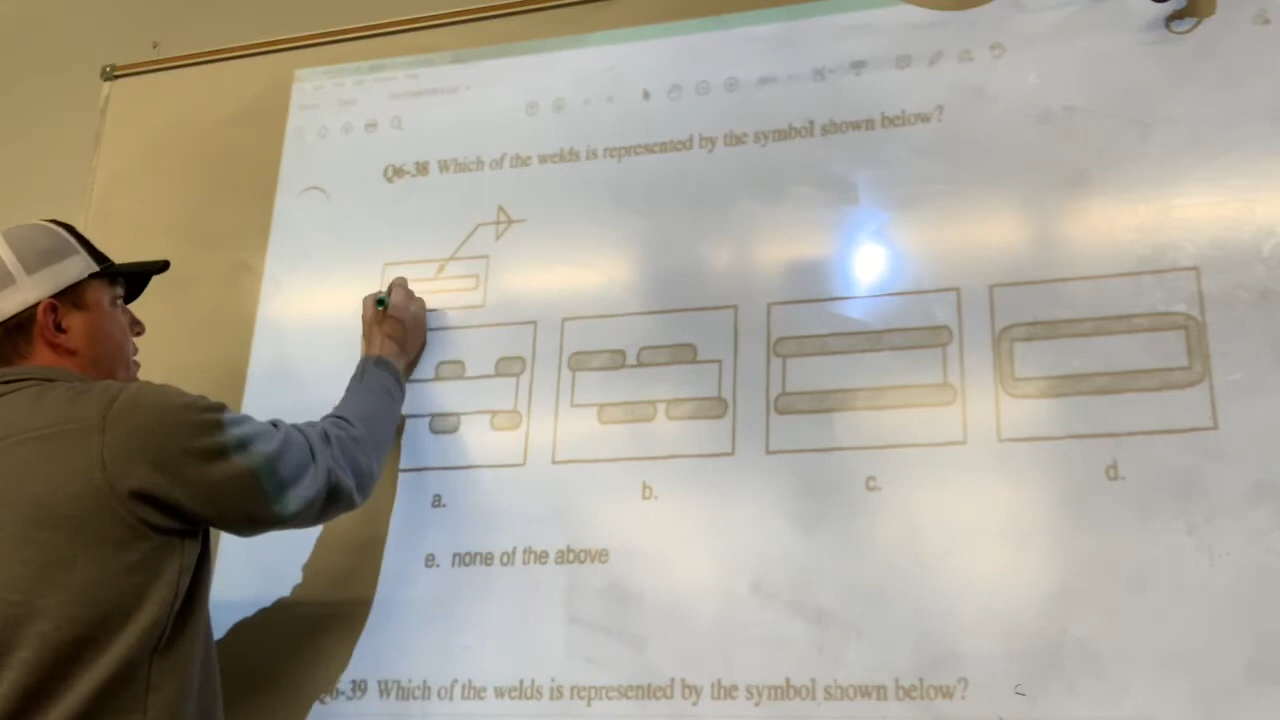 Q6-38 Which of the welds is represented by the symbol shown below?
a.
b.
c.
d.
e. none of the above
6-39 Which of the welds is represented by the symbol shown below?